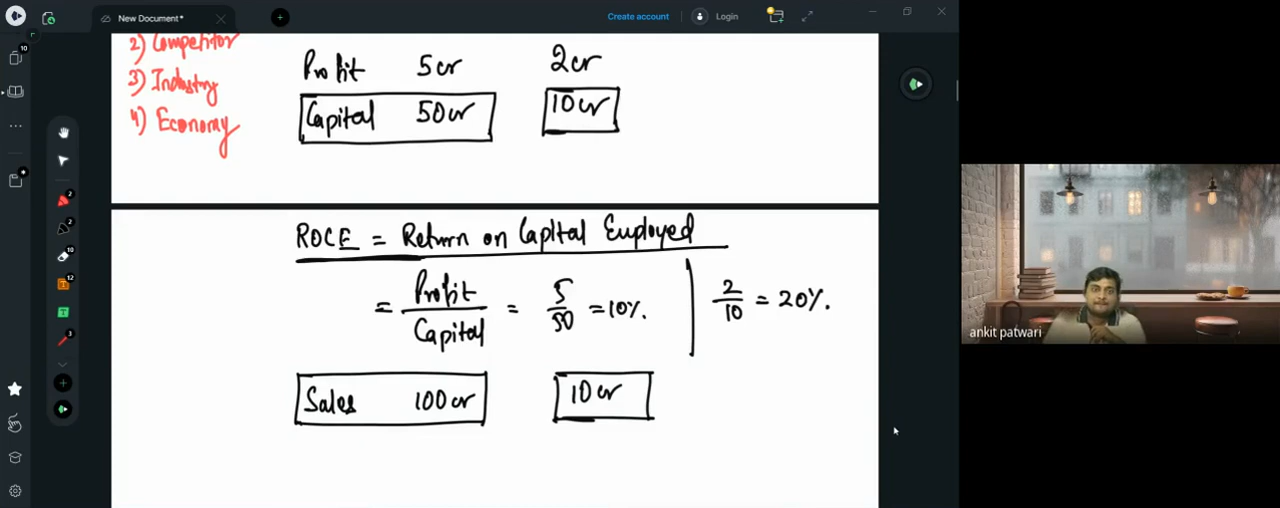 New Document*
Create account
Login
2) Competitor
3) Industry
4) Economy
Profit 5cr 2cr
Capital 50cr 10cr
ROCE = Return on Capital Employed
= Profit/Capital = 5/50 = 10%. 2/10 = 20%.
Sales 100cr 10cr
ankit patwari